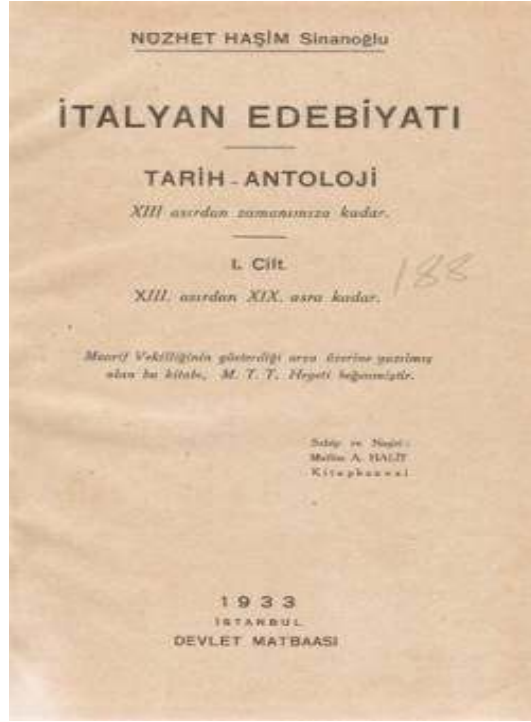 NÜZHET HAŞİM Sinanoğlu
İTALYAN EDEBİYATI
TARİH - ANTOLOJİ
XIII asırdan zamanımıza kadar.
I. Cilt
188
XIII. asırdan XIX. asra kadar.
Maarif Vekilliğinin gösterdiği arzu üzerine yazılmış
olan bu kitabı, M. T. T. Heyeti beğenmiştir.
Sahip ve Naşiri :
Muallim A. HALİT
Kitaphanesi
1933
İSTANBUL
DEVLET MATBAASI